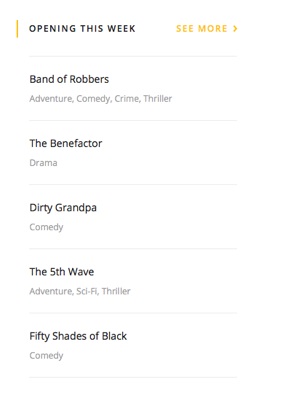 OPENING THIS WEEK SEE MORE
Band of Robbers
Adventure, Comedy, Crime, Thriller
The Benefactor
Drama
Dirty Grandpa
Comedy
The 5th Wave
Adventure, Sci-Fi, Thriller
Fifty Shades of Black
Comedy